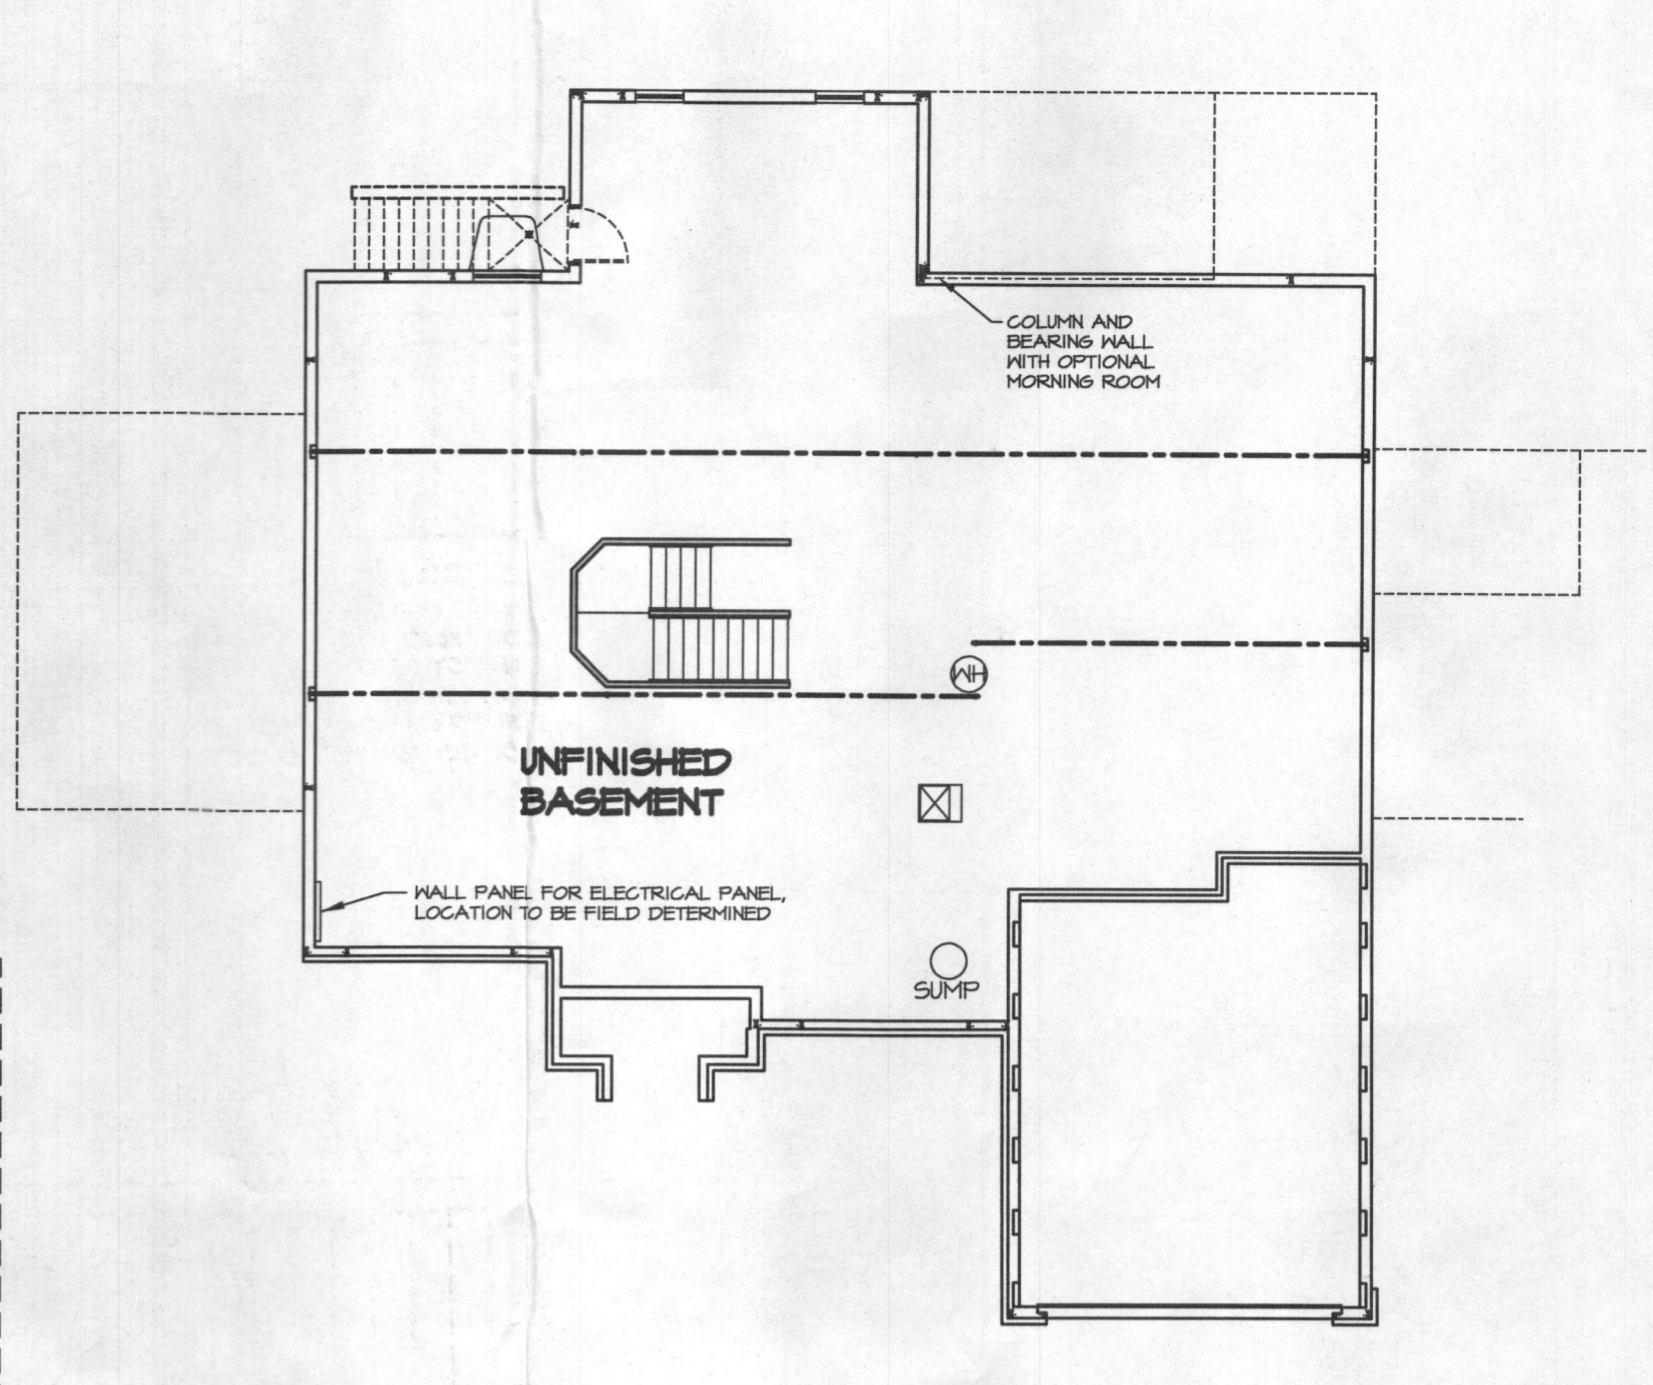 COLUMN AND
BEARING WALL
WITH OPTIONAL
MORNING ROOM
WH
UNFINISHED
BASEMENT
WALL PANEL FOR ELECTRICAL PANEL,
LOCATION TO BE FIELD DETERMINED
SUMP